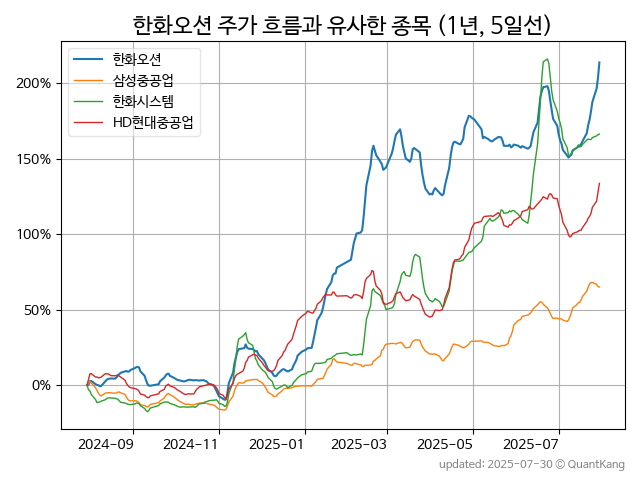 한화오션 주가 흐름과 유사한 종목 (1년, 5일선)
한화오션
삼성중공업
한화시스템
HD현대중공업
200%
150%
100%
50%
0%
2024-09 2024-11 2025-01 2025-03 2025-05 2025-07
updated: 2025-07-30 © QuantKang